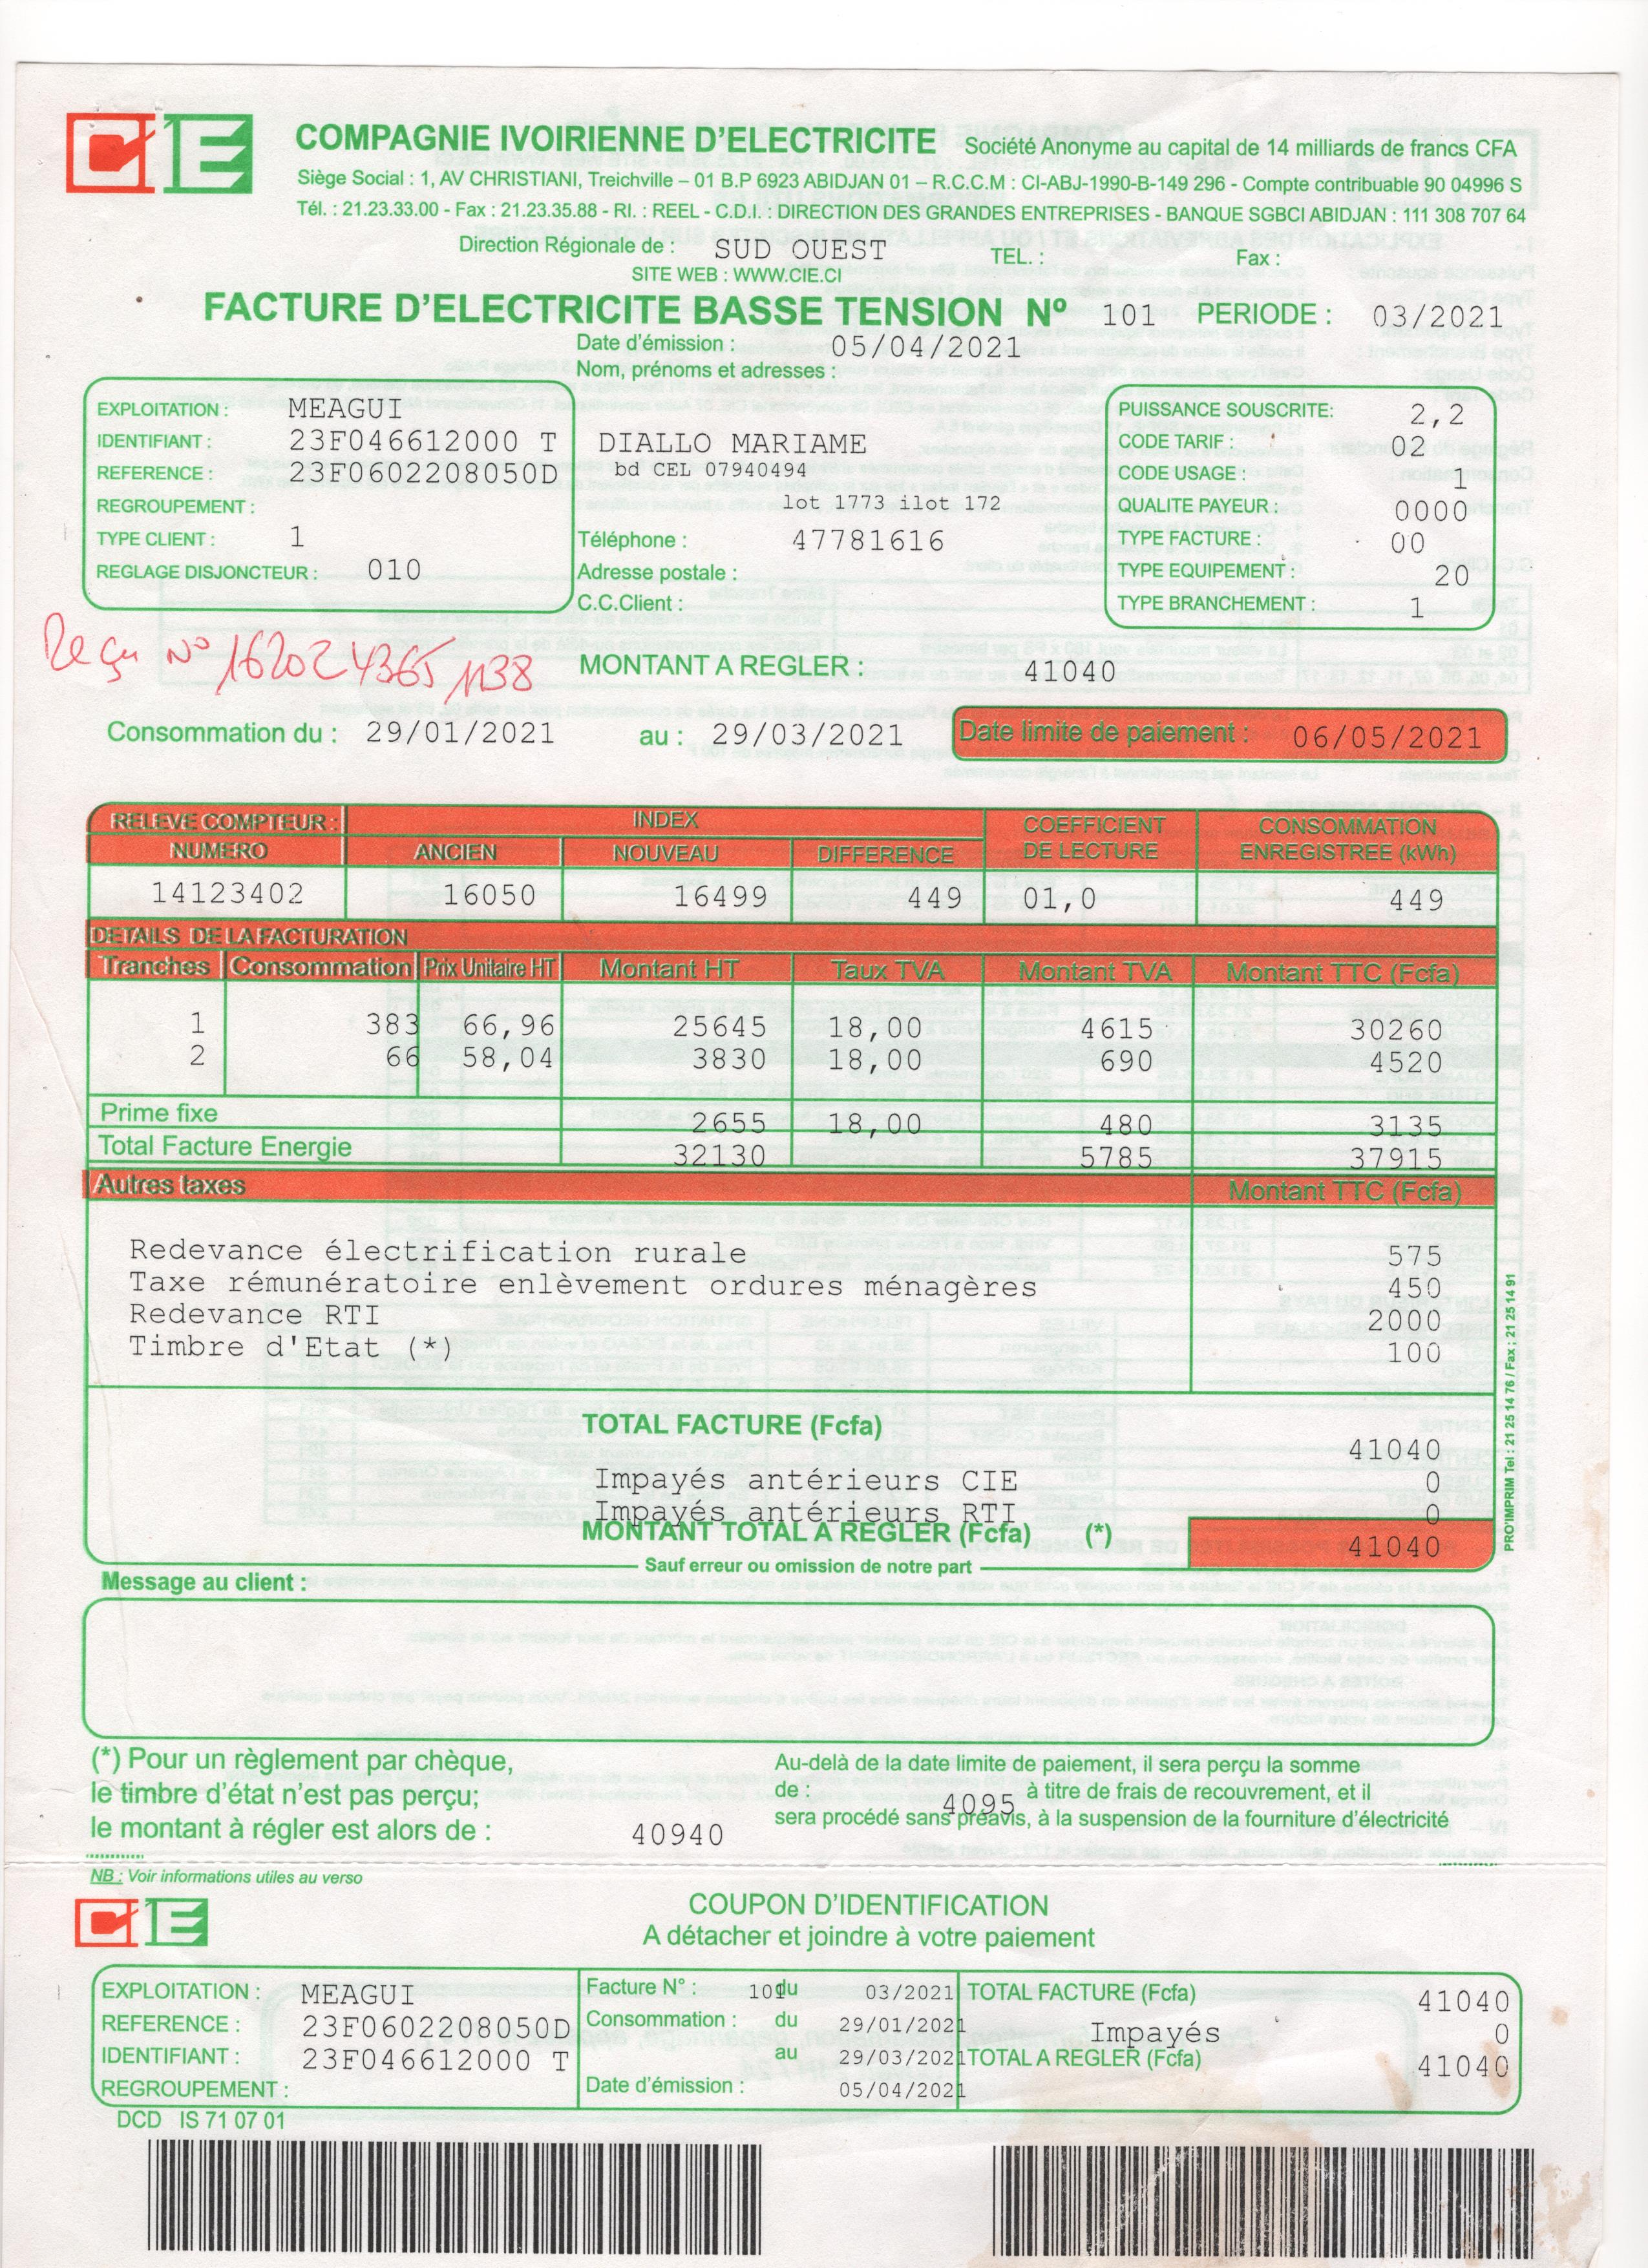 CIE COMPAGNIE IVOIRIENNE D'ELECTRICITE Société Anonyme au capital de 14 milliards de francs CFA
Siège Social : 1, AV CHRISTIANI, Treichville – 01 B.P 6923 ABIDJAN 01 – R.C.C.M : CI-ABJ-1990-B-149 296 - Compte contribuable 90 04996 S
Tél. : 21.23.33.00 - Fax : 21.23.35.88 - RI. : REEL - C.D.I. : DIRECTION DES GRANDES ENTREPRISES - BANQUE SGBCI ABIDJAN : 111 308 707 64
Direction Régionale de : SUD OUEST TEL. : Fax :
SITE WEB : WWW.CIE.CI
FACTURE D'ELECTRICITE BASSE TENSION Nº 101 PERIODE : 03/2021
Date d'émission : 05/04/2021
Nom, prénoms et adresses :
EXPLOITATION : MEAGUI
IDENTIFIANT : 23F046612000 T
REFERENCE : 23F0602208050D
REGROUPEMENT :
TYPE CLIENT : 1
REGLAGE DISJONCTEUR : 010
DIALLO MARIAME
bd CEL 07940494
lot 1773 ilot 172
Téléphone : 47781616
Adresse postale :
C.C.Client :
PUISSANCE SOUSCRITE: 2,2
CODE TARIF : 02
CODE USAGE : 1
QUALITE PAYEUR : 0000
TYPE FACTURE : 00
TYPE EQUIPEMENT : 20
TYPE BRANCHEMENT : 1
Reçu Nº 162024365 1138
MONTANT A REGLER : 41040
Consommation du : 29/01/2021 au : 29/03/2021 Date limite de paiement : 06/05/2021
RELEVE COMPTEUR : INDEX COEFFICIENT CONSOMMATION
NUMERO ANCIEN NOUVEAU DIFFERENCE DE LECTURE ENREGISTREE (kWh)
14123402 16050 16499 449 01,0 449
DETAILS DE LA FACTURATION
Tranches Consommation Prix Unitaire HT Montant HT Taux TVA Montant TVA Montant TTC (Fcfa)
1 383 66,96 25645 18,00 4615 30260
2 66 58,04 3830 18,00 690 4520
Prime fixe 2655 18,00 480 3135
Total Facture Energie 32130 5785 37915
Autres taxes Montant TTC (Fcfa)
Redevance électrification rurale 575
Taxe rémunératoire enlèvement ordures ménagères 450
Redevance RTI 2000
Timbre d'Etat (*) 100
PRO'IMPRIM Tel : 21 25 14 76 / Fax : 21 25 14 91
TOTAL FACTURE (Fcfa) 41040
Impayés antérieurs CIE 0
Impayés antérieurs RTI 0
MONTANT TOTAL A REGLER (Fcfa) (*) 41040
Sauf erreur ou omission de notre part
Message au client :
(*) Pour un règlement par chèque,
le timbre d'état n'est pas perçu;
le montant à régler est alors de : 40940
Au-delà de la date limite de paiement, il sera perçu la somme
de : 4095 à titre de frais de recouvrement, et il
sera procédé sans préavis, à la suspension de la fourniture d'électricité
NB : Voir informations utiles au verso
CIE
COUPON D'IDENTIFICATION
A détacher et joindre à votre paiement
EXPLOITATION : MEAGUI
REFERENCE : 23F0602208050D
IDENTIFIANT : 23F046612000 T
REGROUPEMENT :
Facture N° : 101 du 03/2021
Consommation : du 29/01/2021
au 29/03/2021
Date d'émission : 05/04/2021
TOTAL FACTURE (Fcfa) 41040
Impayés 0
TOTAL A REGLER (Fcfa) 41040
DCD IS 71 07 01